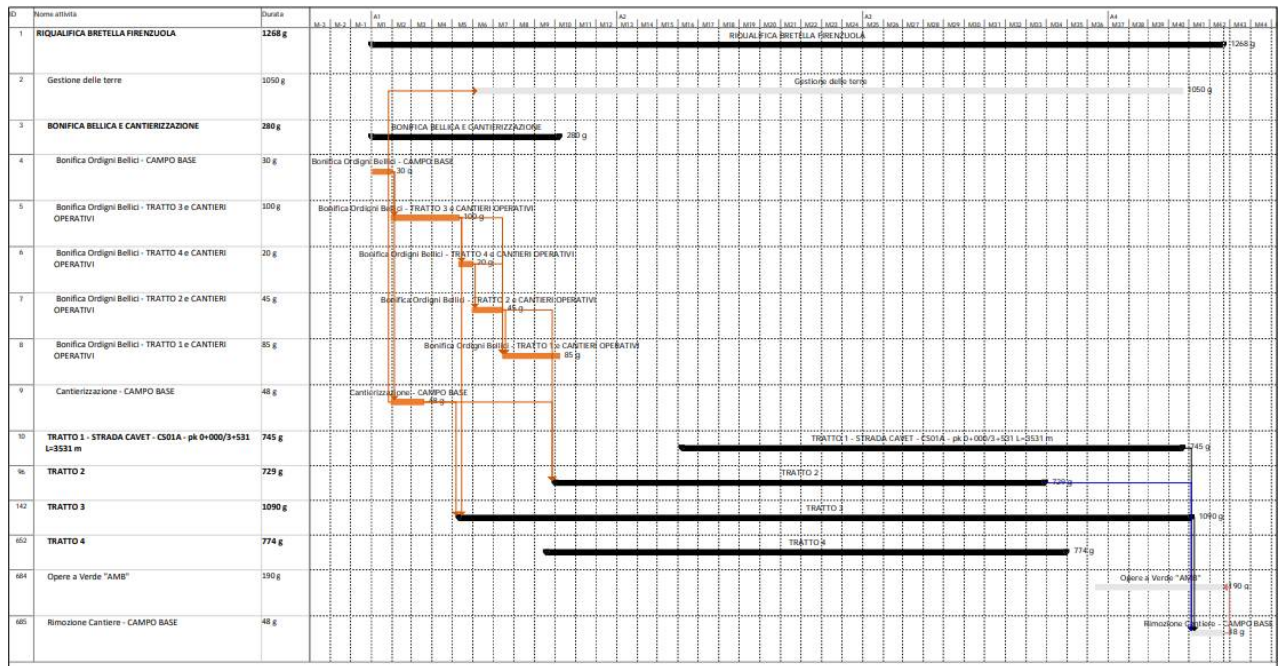 ID Nome attività Durata
A1 A2 A3 A4
M-3 M-2 M-1 M1 M2 M3 M4 M5 M6 M7 M8 M9 M10 M11 M12 M13 M14 M15 M16 M17 M18 M19 M20 M21 M22 M23 M24 M25 M26 M27 M28 M29 M30 M31 M32 M33 M34 M35 M36 M37 M38 M39 M40 M41 M42 M43 M44
1 RIQUALIFICA BRETELLA FIRENZUOLA 1268 g RIQUALIFICA BRETELLA FIRENZUOLA
1268 g
2 Gestione delle terre 1050 g Gestione delle terre
1050 g
3 BONIFICA BELLICA E CANTIERIZZAZIONE 280 g BONIFICA BELLICA E CANTIERIZZAZIONE
280 g
4 Bonifica Ordigni Bellici - CAMPO BASE 30 g Bonifica Ordigni Bellici - CAMPO BASE
30 g
5 Bonifica Ordigni Bellici - TRATTO 3 e CANTIERI 100 g Bonifica Ordigni Bellici - TRATTO 3 e CANTIERI OPERATIVI
OPERATIVI 100 g
6 Bonifica Ordigni Bellici - TRATTO 4 e CANTIERI 20 g Bonifica Ordigni Bellici - TRATTO 4 e CANTIERI OPERATIVI
OPERATIVI 20 g
7 Bonifica Ordigni Bellici - TRATTO 2 e CANTIERI 45 g Bonifica Ordigni Bellici - TRATTO 2 e CANTIERI OPERATIVI
OPERATIVI 45 g
8 Bonifica Ordigni Bellici - TRATTO 1 e CANTIERI 85 g Bonifica Ordigni Bellici - TRATTO 1 e CANTIERI OPERATIVI
OPERATIVI 85 g
9 Cantierizzazione - CAMPO BASE 48 g Cantierizzazione - CAMPO BASE
48 g
10 TRATTO 1 - STRADA CAVET - CS01A - pk 0+000/3+531 745 g TRATTO 1 - STRADA CAVET - CS01A - pk 0+000/3+531 L=3531 m
L=3531 m 745 g
96 TRATTO 2 729 g TRATTO 2
729 g
142 TRATTO 3 1090 g TRATTO 3
1090 g
652 TRATTO 4 774 g TRATTO 4
774 g
684 Opere a Verde "AMB" 190 g Opere a Verde "AMB"
190 g
685 Rimozione Cantiere - CAMPO BASE 48 g Rimozione Cantiere - CAMPO BASE
48 g